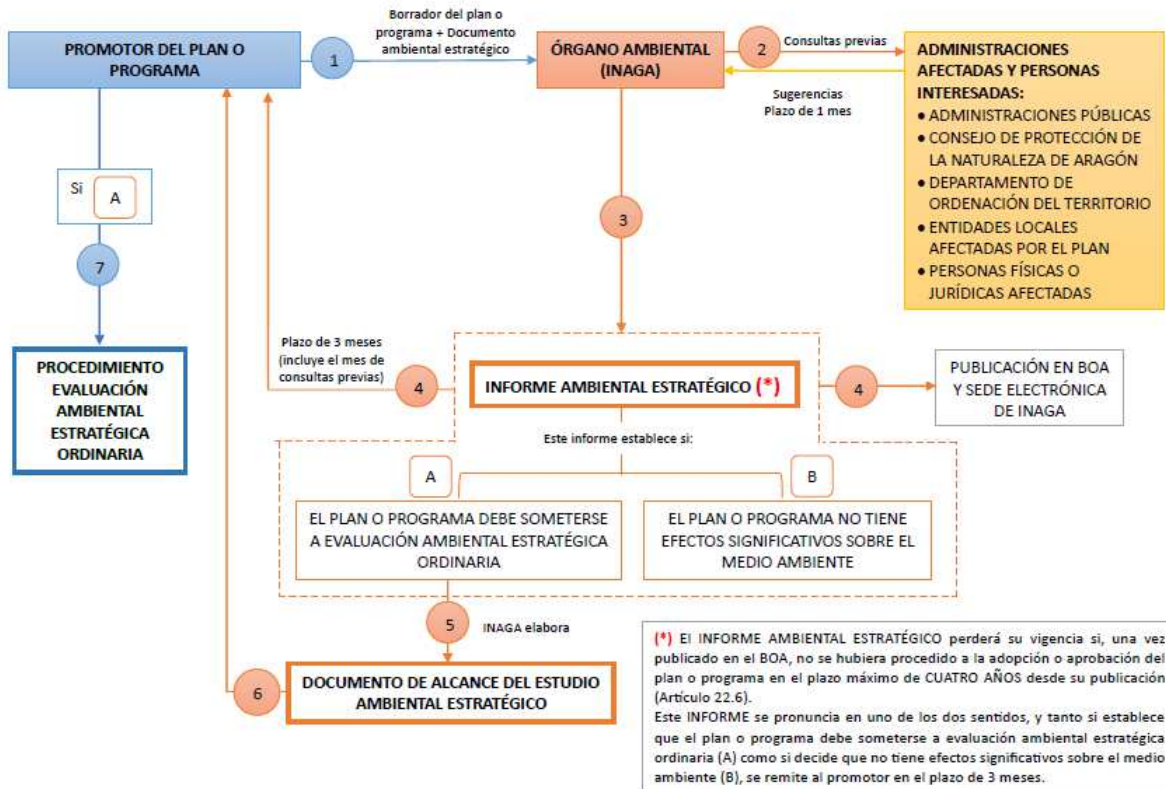 PROMOTOR DEL PLAN O
PROGRAMA
1
Borrador del plan o
programa + Documento
ambiental estratégico
ÓRGANO AMBIENTAL
(INAGA)
2
Consultas previas
Sugerencias
Plazo de 1 mes
ADMINISTRACIONES
AFECTADAS Y PERSONAS
INTERESADAS:
• ADMINISTRACIONES PÚBLICAS
• CONSEJO DE PROTECCIÓN DE
LA NATURALEZA DE ARAGÓN
• DEPARTAMENTO DE
ORDENACIÓN DEL TERRITORIO
• ENTIDADES LOCALES
AFECTADAS POR EL PLAN
• PERSONAS FÍSICAS O
JURÍDICAS AFECTADAS
Si
A
3
7
PROCEDIMIENTO
EVALUACIÓN
AMBIENTAL
ESTRATÉGICA
ORDINARIA
Plazo de 3 meses
(incluye el mes de
consultas previas)
4
INFORME AMBIENTAL ESTRATÉGICO (*)
4
PUBLICACIÓN EN BOA
Y SEDE ELECTRÓNICA
DE INAGA
Este informe establece si:
A
B
EL PLAN O PROGRAMA DEBE SOMETERSE
A EVALUACIÓN AMBIENTAL ESTRATÉGICA
ORDINARIA
EL PLAN O PROGRAMA NO TIENE
EFECTOS SIGNIFICATIVOS SOBRE EL
MEDIO AMBIENTE
5
INAGA elabora
6
DOCUMENTO DE ALCANCE DEL ESTUDIO
AMBIENTAL ESTRATÉGICO
(*) El INFORME AMBIENTAL ESTRATÉGICO perderá su vigencia si, una vez
publicado en el BOA, no se hubiera procedido a la adopción o aprobación del
plan o programa en el plazo máximo de CUATRO AÑOS desde su publicación
(Artículo 22.6).
Este INFORME se pronuncia en uno de los dos sentidos, y tanto si establece
que el plan o programa debe someterse a evaluación ambiental estratégica
ordinaria (A) como si decide que no tiene efectos significativos sobre el medio
ambiente (B), se remite al promotor en el plazo de 3 meses.